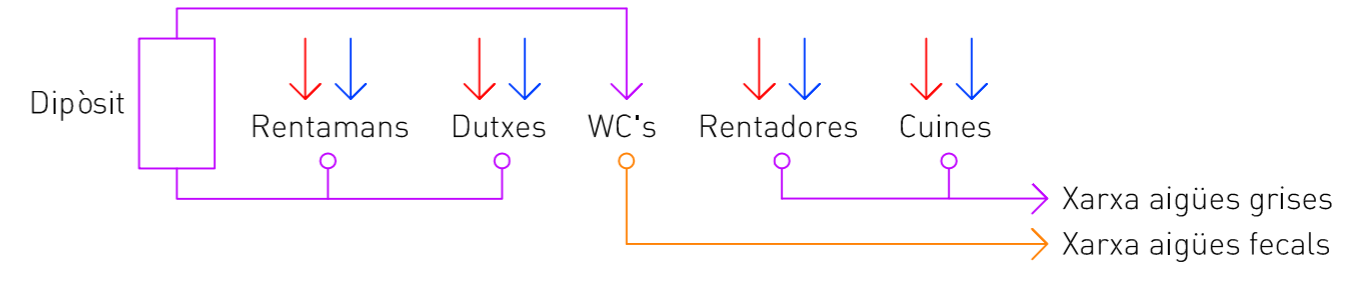 Dipòsit
Rentamans
Dutxes
WC's
Rentadores
Cuines
Xarxa aigües grises
Xarxa aigües fecals